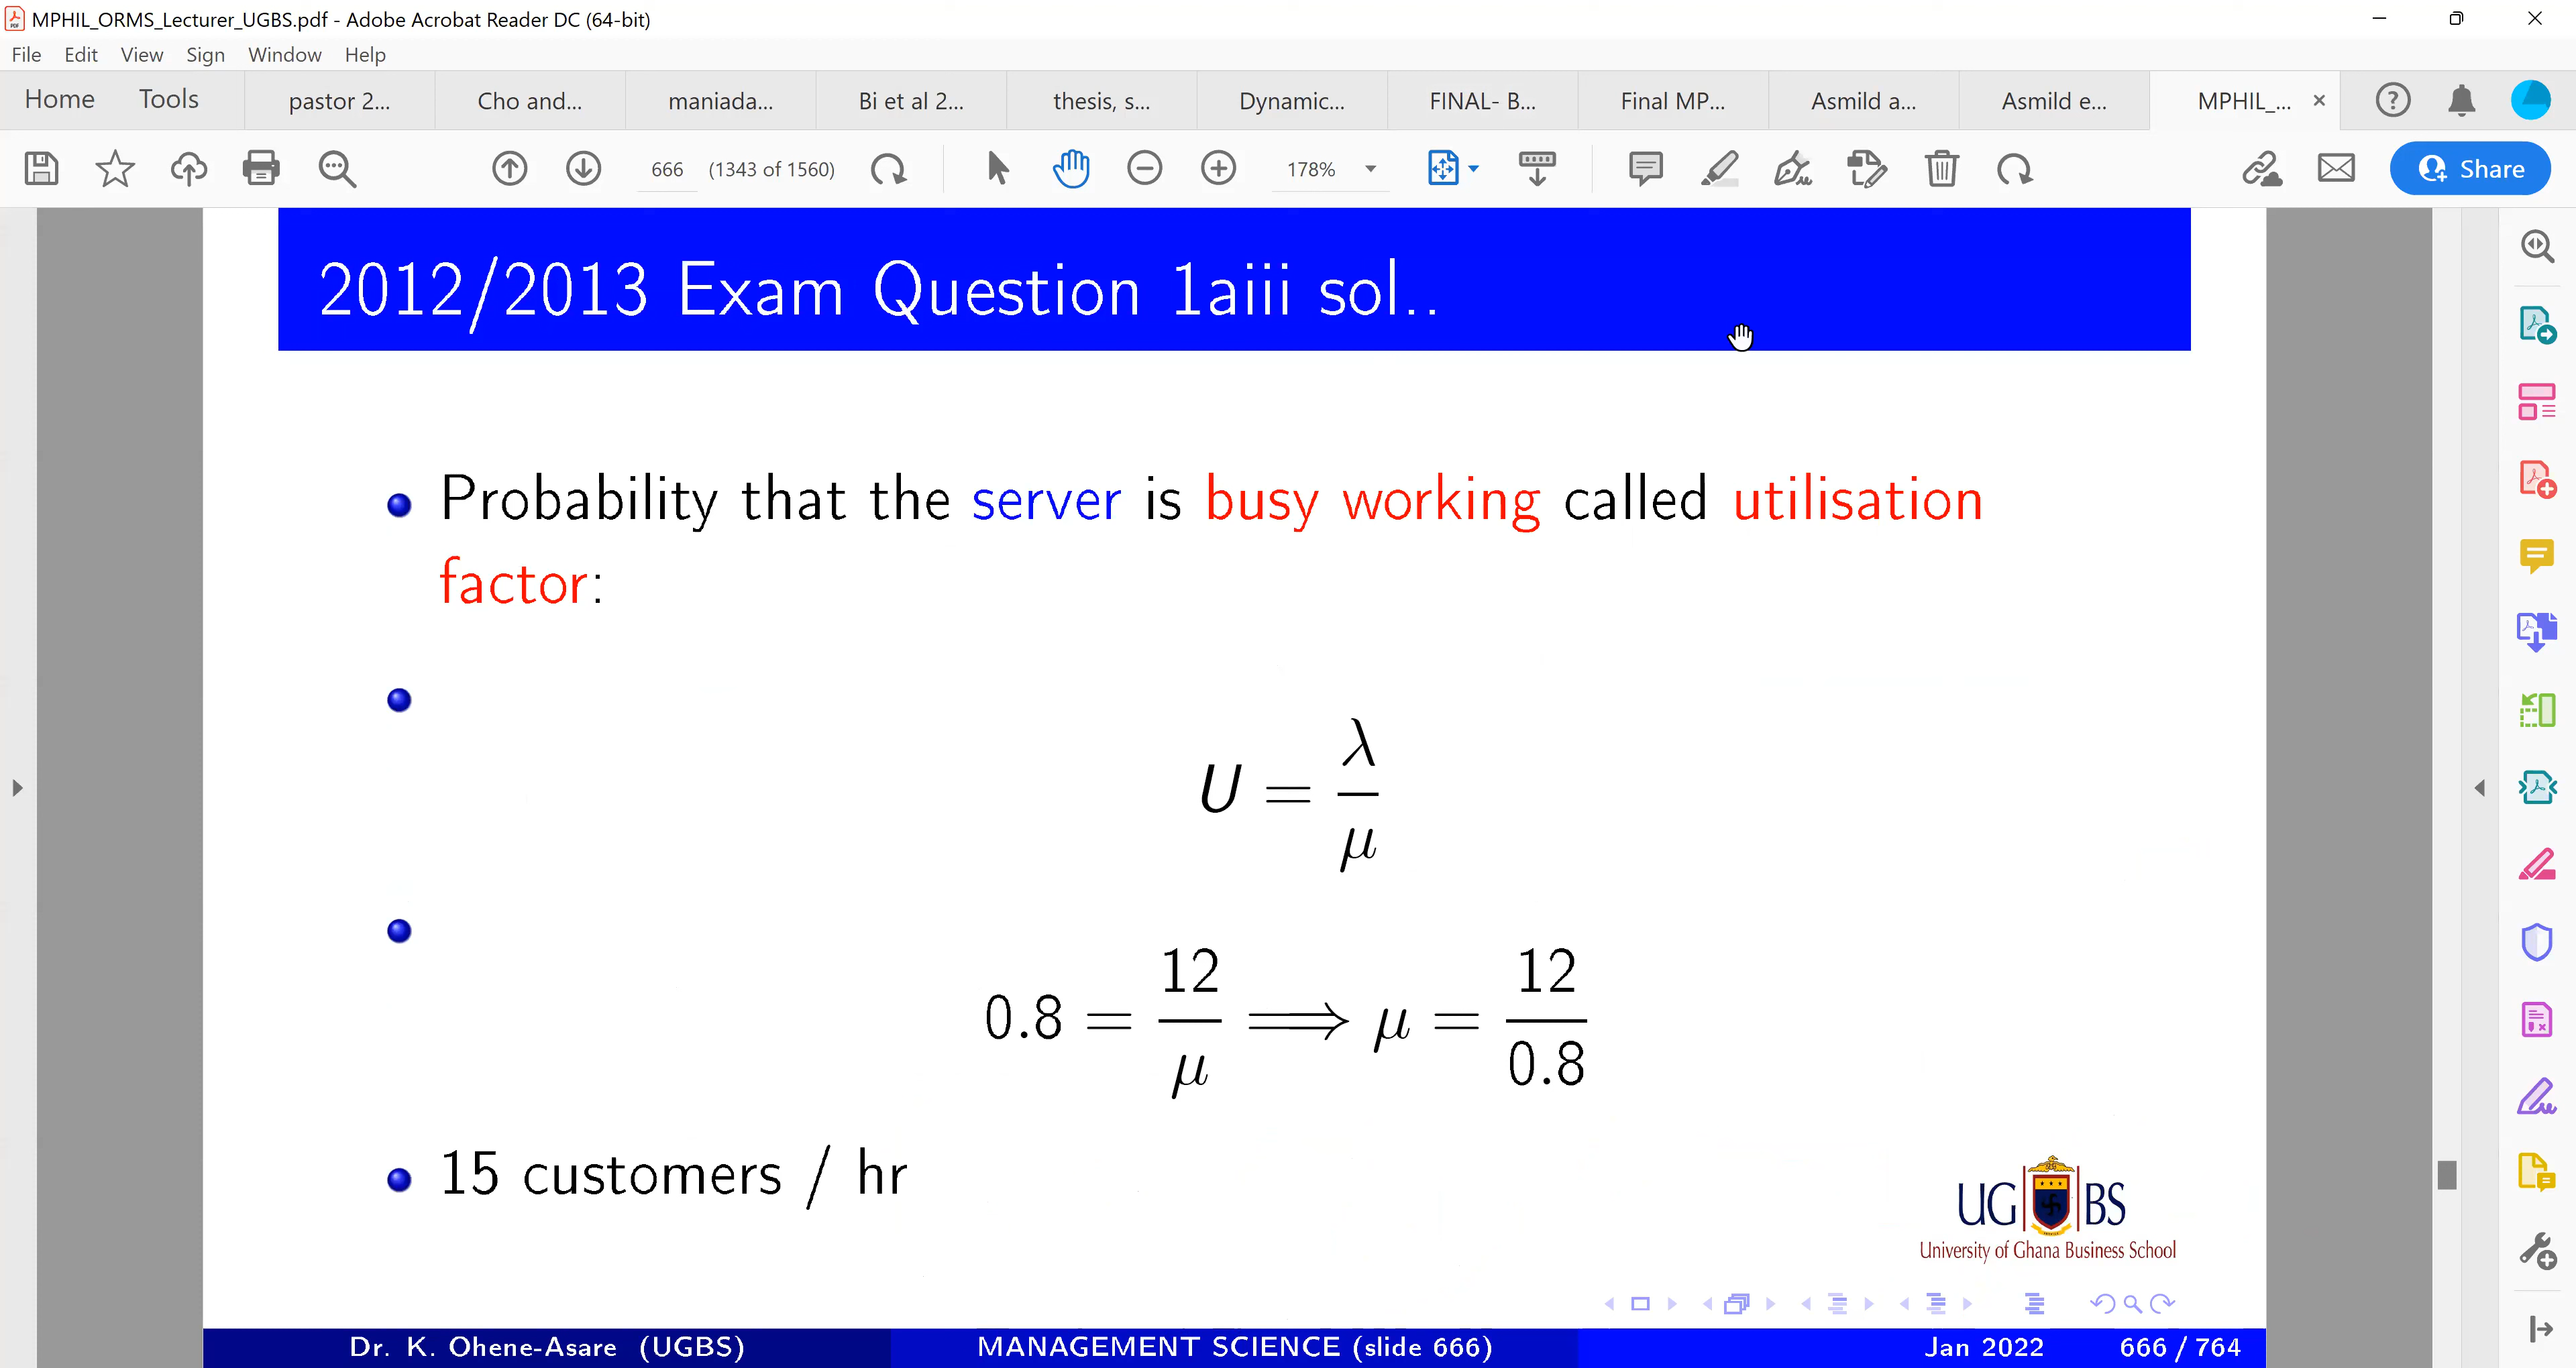 MPHIL_ORMS_Lecturer_UGBS.pdf - Adobe Acrobat Reader DC (64-bit)
File Edit View Sign Window Help
Home Tools pastor 2... Cho and... maniada... Bi et al 2... thesis, s... Dynamic... FINAL- B... Final MP... Asmild a... Asmild e... MPHIL_...
666 (1343 of 1560) 178% Share
2012/2013 Exam Question 1aiii sol..
Probability that the server is busy working called utilisation
factor:
U = λ/μ
0.8 = 12/μ ⟹ μ = 12/0.8
15 customers / hr
UG BS
University of Ghana Business School
Dr. K. Ohene-Asare (UGBS) MANAGEMENT SCIENCE (slide 666) Jan 2022 666 / 764